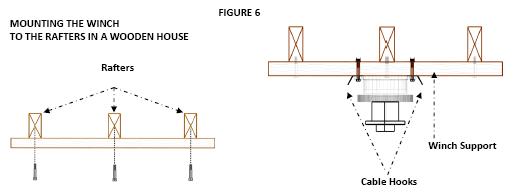 FIGURE 6
MOUNTING THE WINCH
TO THE RAFTERS IN A WOODEN HOUSE
Rafters
Winch Support
Cable Hooks